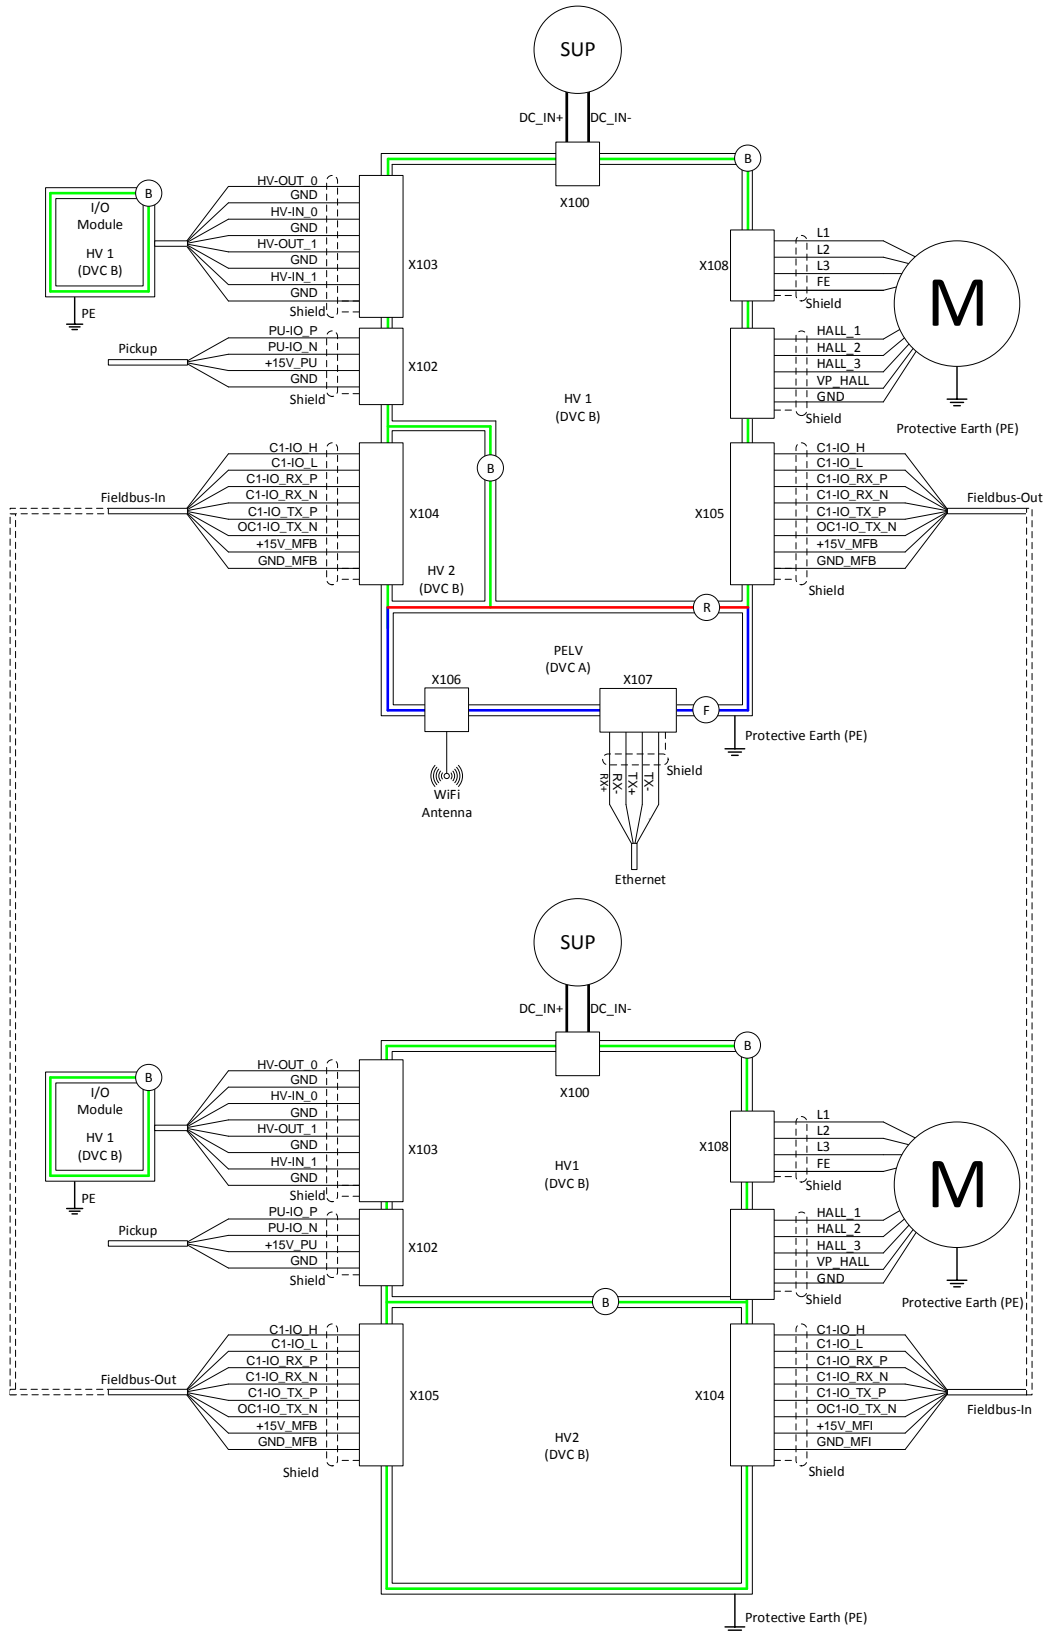 SUP
DC_IN+
DC_IN-
X100
B
B
I/O
Module
HV 1
(DVC B)
PE
HV-OUT_0
GND
HV-IN_0
GND
HV-OUT_1
GND
HV-IN_1
GND
Shield
X103
Pickup
PU-IO_P
PU-IO_N
+15V_PU
GND
Shield
X102
HV 1
(DVC B)
X108
L1
L2
L3
FE
Shield
M
HALL_1
HALL_2
HALL_3
VP_HALL
GND
Shield
Protective Earth (PE)
B
Fieldbus-In
C1-IO_H
C1-IO_L
C1-IO_RX_P
C1-IO_RX_N
C1-IO_TX_P
OC1-IO_TX_N
+15V_MFB
GND_MFB
Shield
X104
HV 2
(DVC B)
X105
C1-IO_H
C1-IO_L
C1-IO_RX_P
C1-IO_RX_N
C1-IO_TX_P
OC1-IO_TX_N
+15V_MFB
GND_MFB
Shield
Fieldbus-Out
R
PELV
(DVC A)
X106
X107
F
Protective Earth (PE)
WiFi
Antenna
RX+
RX-
TX+
TX-
Shield
Ethernet
SUP
DC_IN+
DC_IN-
X100
B
B
I/O
Module
HV 1
(DVC B)
PE
HV-OUT_0
GND
HV-IN_0
GND
HV-OUT_1
GND
HV-IN_1
GND
Shield
X103
Pickup
PU-IO_P
PU-IO_N
+15V_PU
GND
Shield
X102
HV1
(DVC B)
X108
L1
L2
L3
FE
Shield
M
HALL_1
HALL_2
HALL_3
VP_HALL
GND
Shield
Protective Earth (PE)
B
Fieldbus-Out
C1-IO_H
C1-IO_L
C1-IO_RX_P
C1-IO_RX_N
C1-IO_TX_P
OC1-IO_TX_N
+15V_MFB
GND_MFB
Shield
X105
HV2
(DVC B)
X104
C1-IO_H
C1-IO_L
C1-IO_RX_P
C1-IO_RX_N
C1-IO_TX_P
OC1-IO_TX_N
+15V_MFI
GND_MFI
Shield
Fieldbus-In
Protective Earth (PE)